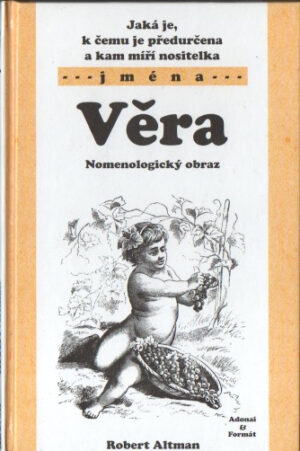 Jaká je,
k čemu je předurčena
a kam míří nositelka
---jména---
Věra
Nomenologický obraz
Adonai
&
Formát
Robert Altman